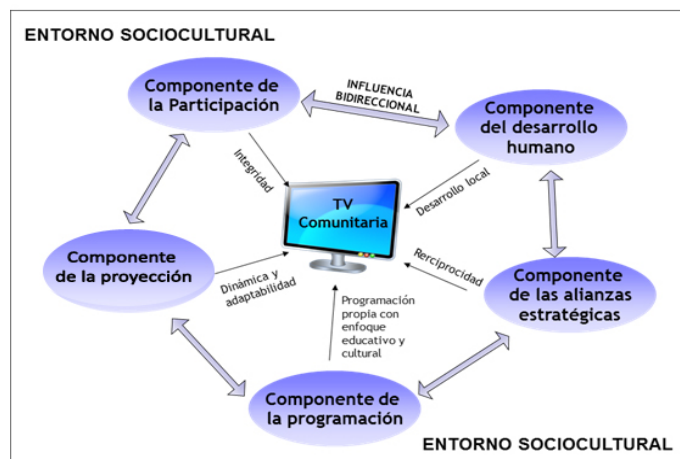 ENTORNO SOCIOCULTURAL
Componente de
la Participación
INFLUENCIA
BIDIRECCIONAL
Componente
del desarrollo
humano
Integridad
TV
Comunitaria
Desarrollo local
Componente
de la proyección
Dinámica y
adaptabilidad
Rerciprocidad
Componente
de las alianzas
estratégicas
Programación
propia con
enfoque
educativo y
cultural
Componente de
la programación
ENTORNO SOCIOCULTURAL